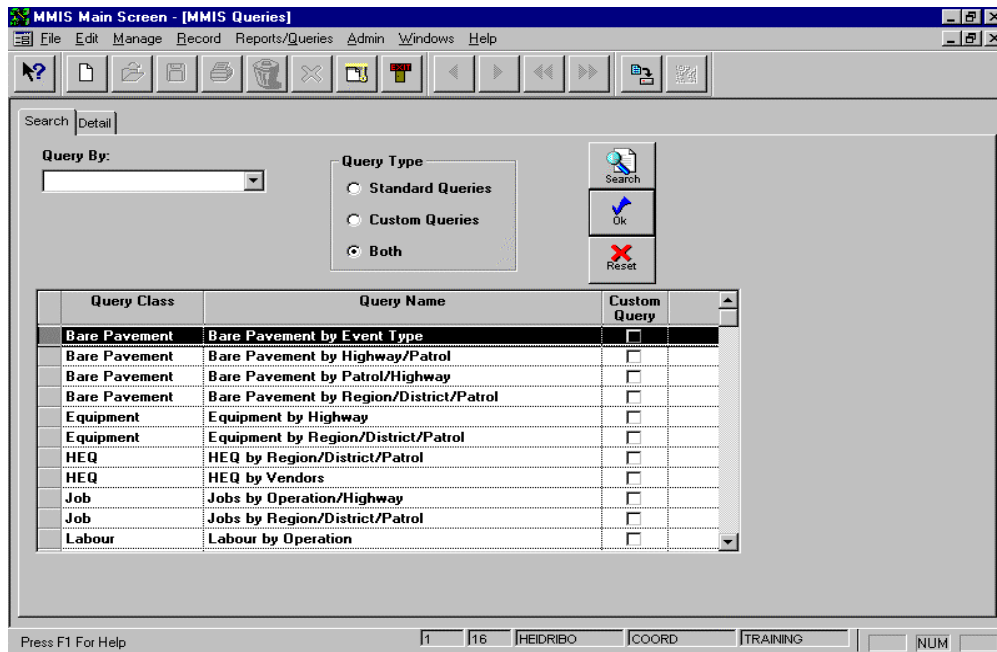 MMIS Main Screen - [MMIS Queries]
File Edit Manage Record Reports/Queries Admin Windows Help
EXIT
Search Detail
Query By:
Query Type
Standard Queries
Custom Queries
Both
Search
Ok
Reset
Query Class Query Name Custom Query
Bare Pavement Bare Pavement by Event Type
Bare Pavement Bare Pavement by Highway/Patrol
Bare Pavement Bare Pavement by Patrol/Highway
Bare Pavement Bare Pavement by Region/District/Patrol
Equipment Equipment by Highway
Equipment Equipment by Region/District/Patrol
HEQ HEQ by Region/District/Patrol
HEQ HEQ by Vendors
Job Jobs by Operation/Highway
Job Jobs by Region/District/Patrol
Labour Labour by Operation
Press F1 For Help 1 16 HEIDRIBO COORD TRAINING NUM